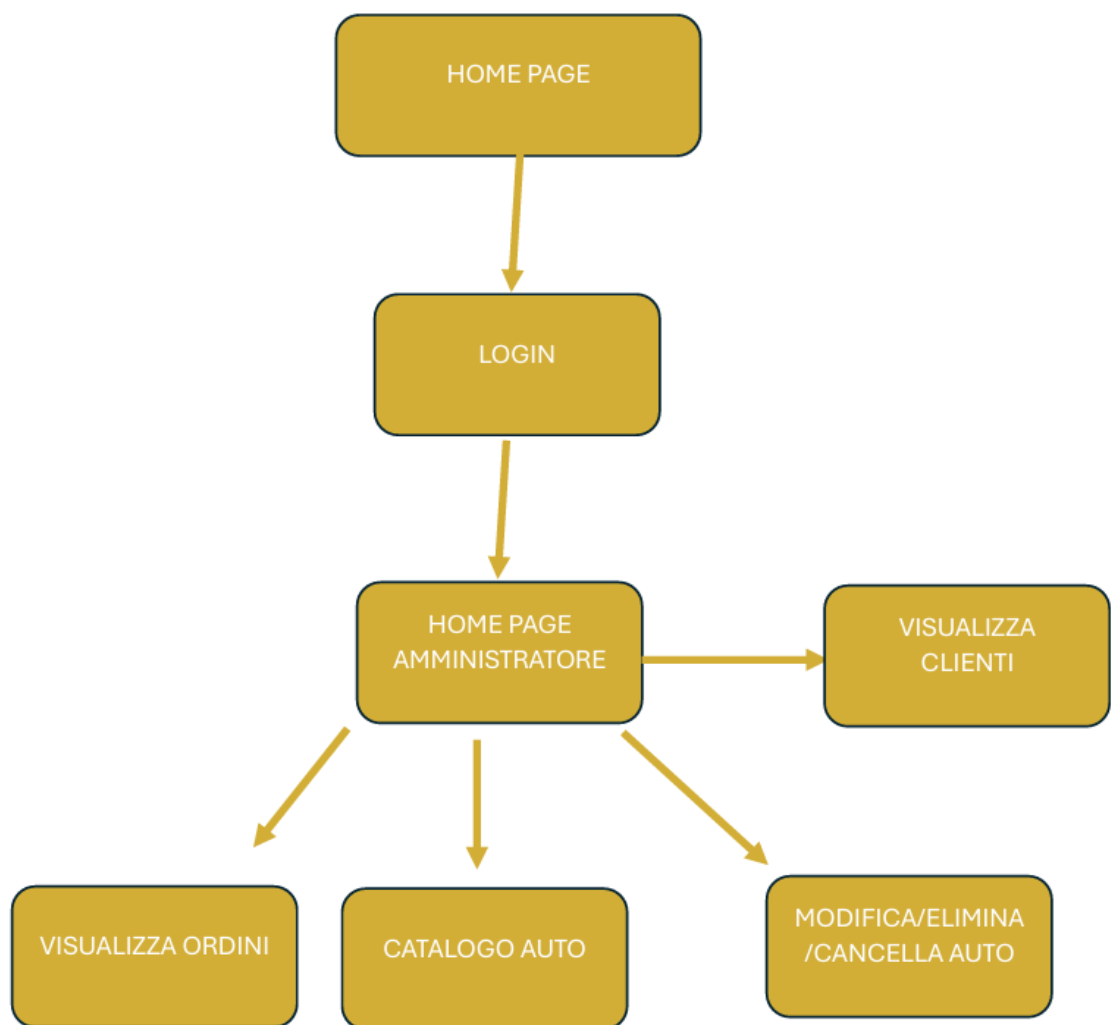 HOME PAGE
LOGIN
HOME PAGE
AMMINISTRATORE
VISUALIZZA
CLIENTI
VISUALIZZA ORDINI
CATALOGO AUTO
MODIFICA/ELIMINA
/CANCELLA AUTO